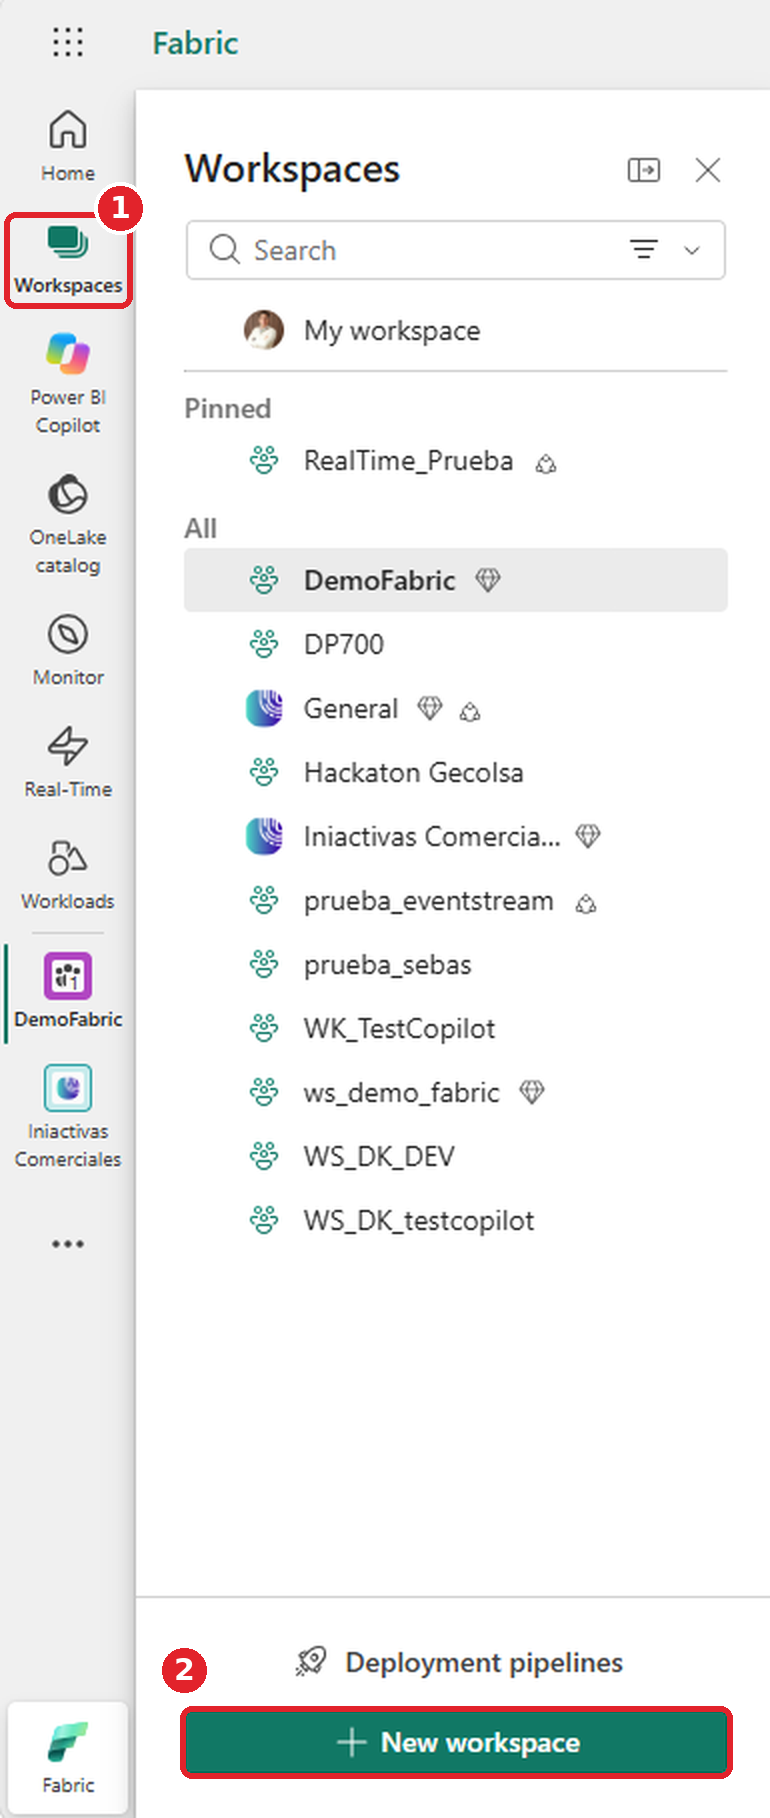 Fabric
Home
1
Workspaces
Power BI
Copilot
OneLake
catalog
Monitor
Real-Time
Workloads
1
DemoFabric
Iniactivas
Comerciales
Fabric
Workspaces
Search
My workspace
Pinned
RealTime_Prueba
All
DemoFabric
DP700
General
Hackaton Gecolsa
Iniactivas Comercia...
prueba_eventstream
prueba_sebas
WK_TestCopilot
ws_demo_fabric
WS_DK_DEV
WS_DK_testcopilot
2
Deployment pipelines
New workspace